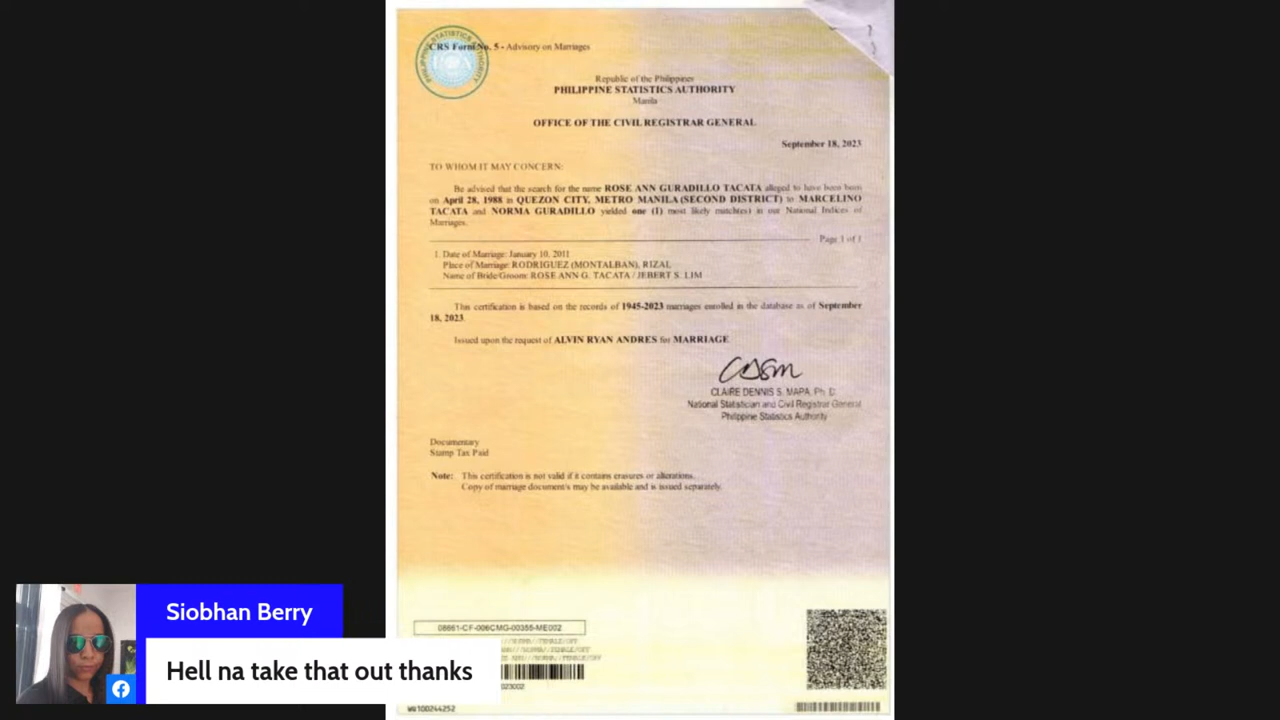 CRS Form No. 5 - Advisory on Marriages
PHILIPPINE STATISTICS AUTHORITY
Republic of the Philippines
PHILIPPINE STATISTICS AUTHORITY
Manila
OFFICE OF THE CIVIL REGISTRAR GENERAL
September 18, 2023
TO WHOM IT MAY CONCERN:
Be advised that the search for the name ROSE ANN GURADILLO TACATA alleged to have been born
on April 28, 1988 in QUEZON CITY, METRO MANILA (SECOND DISTRICT) to MARCELINO
TACATA and NORMA GURADILLO yielded one (1) most likely match(es) in our National Indices of
Marriages.
Page 1 of 1
1. Date of Marriage: January 10, 2011
Place of Marriage: RODRIGUEZ (MONTALBAN), RIZAL
Name of Bride/Groom: ROSE ANN G. TACATA / JEBERT S. LIM
This certification is based on the records of 1945-2023 marriages enrolled in the database as of September
18, 2023.
Issued upon the request of ALVIN RYAN ANDRES for MARRIAGE
CLAIRE DENNIS S. MAPA, Ph. D.
National Statistician and Civil Registrar General
Philippine Statistics Authority
Documentary
Stamp Tax Paid
Note: This certification is not valid if it contains erasures or alterations.
Copy of marriage document/s may be available and is issued separately.
Siobhan Berry
Hell na take that out thanks